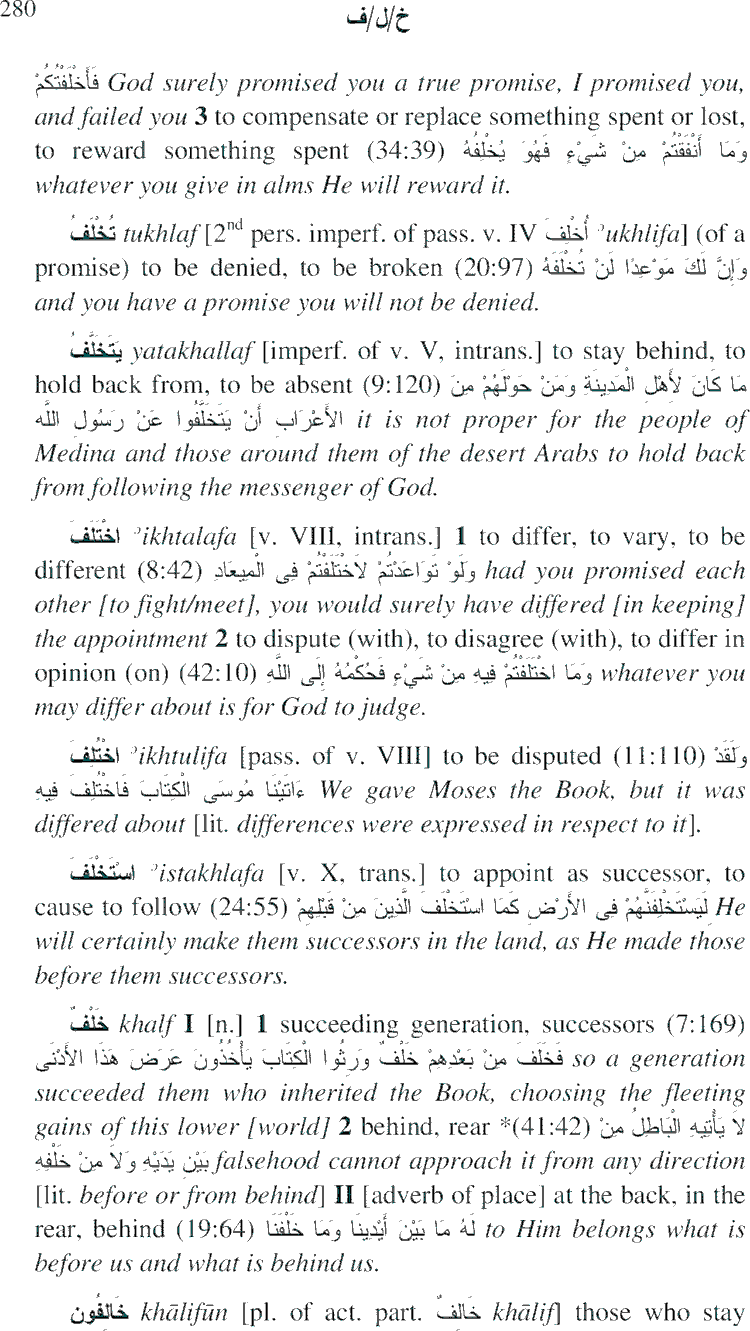 280
خ/ل/ف
فَأَخْلَفْتُكُمْ God surely promised you a true promise, I promised you,
and failed you 3 to compensate or replace something spent or lost,
to reward something spent (34:39) وَمَا أَنْفَقْتُمْ مِنْ شَيْءٍ فَهُوَ يُخْلِفُهُ
whatever you give in alms He will reward it.
تُخْلَفُ tukhlaf [2nd pers. imperf. of pass. v. IV أُخْلِفَ ʾukhlifa] (of a
promise) to be denied, to be broken (20:97) وَإِنَّ لَكَ مَوْعِدًا لَنْ تُخْلَفَهُ
and you have a promise you will not be denied.
يَتَخَلَّفُ yatakhallaf [imperf. of v. V, intrans.] to stay behind, to
hold back from, to be absent (9:120) مَا كَانَ لأَهْلِ الْمَدِينَةِ وَمَنْ حَوْلَهُمْ مِنَ
الأَعْرَابِ أَنْ يَتَخَلَّفُوا عَنْ رَسُولِ اللَّه it is not proper for the people of
Medina and those around them of the desert Arabs to hold back
from following the messenger of God.
اخْتَلَفَ ʾikhtalafa [v. VIII, intrans.] 1 to differ, to vary, to be
different (8:42) وَلَوْ تَوَاعَدْتُمْ لاَخْتَلَفْتُمْ فِى الْمِيعَادِ had you promised each
other [to fight/meet], you would surely have differed [in keeping]
the appointment 2 to dispute (with), to disagree (with), to differ in
opinion (on) (42:10) وَمَا اخْتَلَفْتُمْ فِيهِ مِنْ شَيْءٍ فَحُكْمُهُ إِلَى اللَّهِ whatever you
may differ about is for God to judge.
اخْتُلِفَ ʾikhtulifa [pass. of v. VIII] to be disputed (11:110) وَلَقَدْ
ءَاتَيْنَا مُوسَى الْكِتَابَ فَاخْتُلِفَ فِيهِ We gave Moses the Book, but it was
differed about [lit. differences were expressed in respect to it].
اسْتَخْلَفَ ʾistakhlafa [v. X, trans.] to appoint as successor, to
cause to follow (24:55) لَيَسْتَخْلِفَنَّهُمْ فِى الأَرْضِ كَمَا اسْتَخْلَفَ الَّذِينَ مِنْ قَبْلِهِمْ He
will certainly make them successors in the land, as He made those
before them successors.
خَلْفٌ khalf I [n.] 1 succeeding generation, successors (7:169)
فَخَلَفَ مِنْ بَعْدِهِمْ خَلْفٌ وَرِثُوا الْكِتَابَ يَأْخُذُونَ عَرَضَ هَذَا الأَدْنَى so a generation
succeeded them who inherited the Book, choosing the fleeting
gains of this lower [world] 2 behind, rear *(41:42) لاَ يَأْتِيهِ الْبَاطِلُ مِنْ
بَيْنِ يَدَيْهِ وَلاَ مِنْ خَلْفِهِ falsehood cannot approach it from any direction
[lit. before or from behind] II [adverb of place] at the back, in the
rear, behind (19:64) لَهُ مَا بَيْنَ أَيْدِينَا وَمَا خَلْفَنَا to Him belongs what is
before us and what is behind us.
خَالِفُون khālifūn [pl. of act. part. خَالِفٌ khālif] those who stay